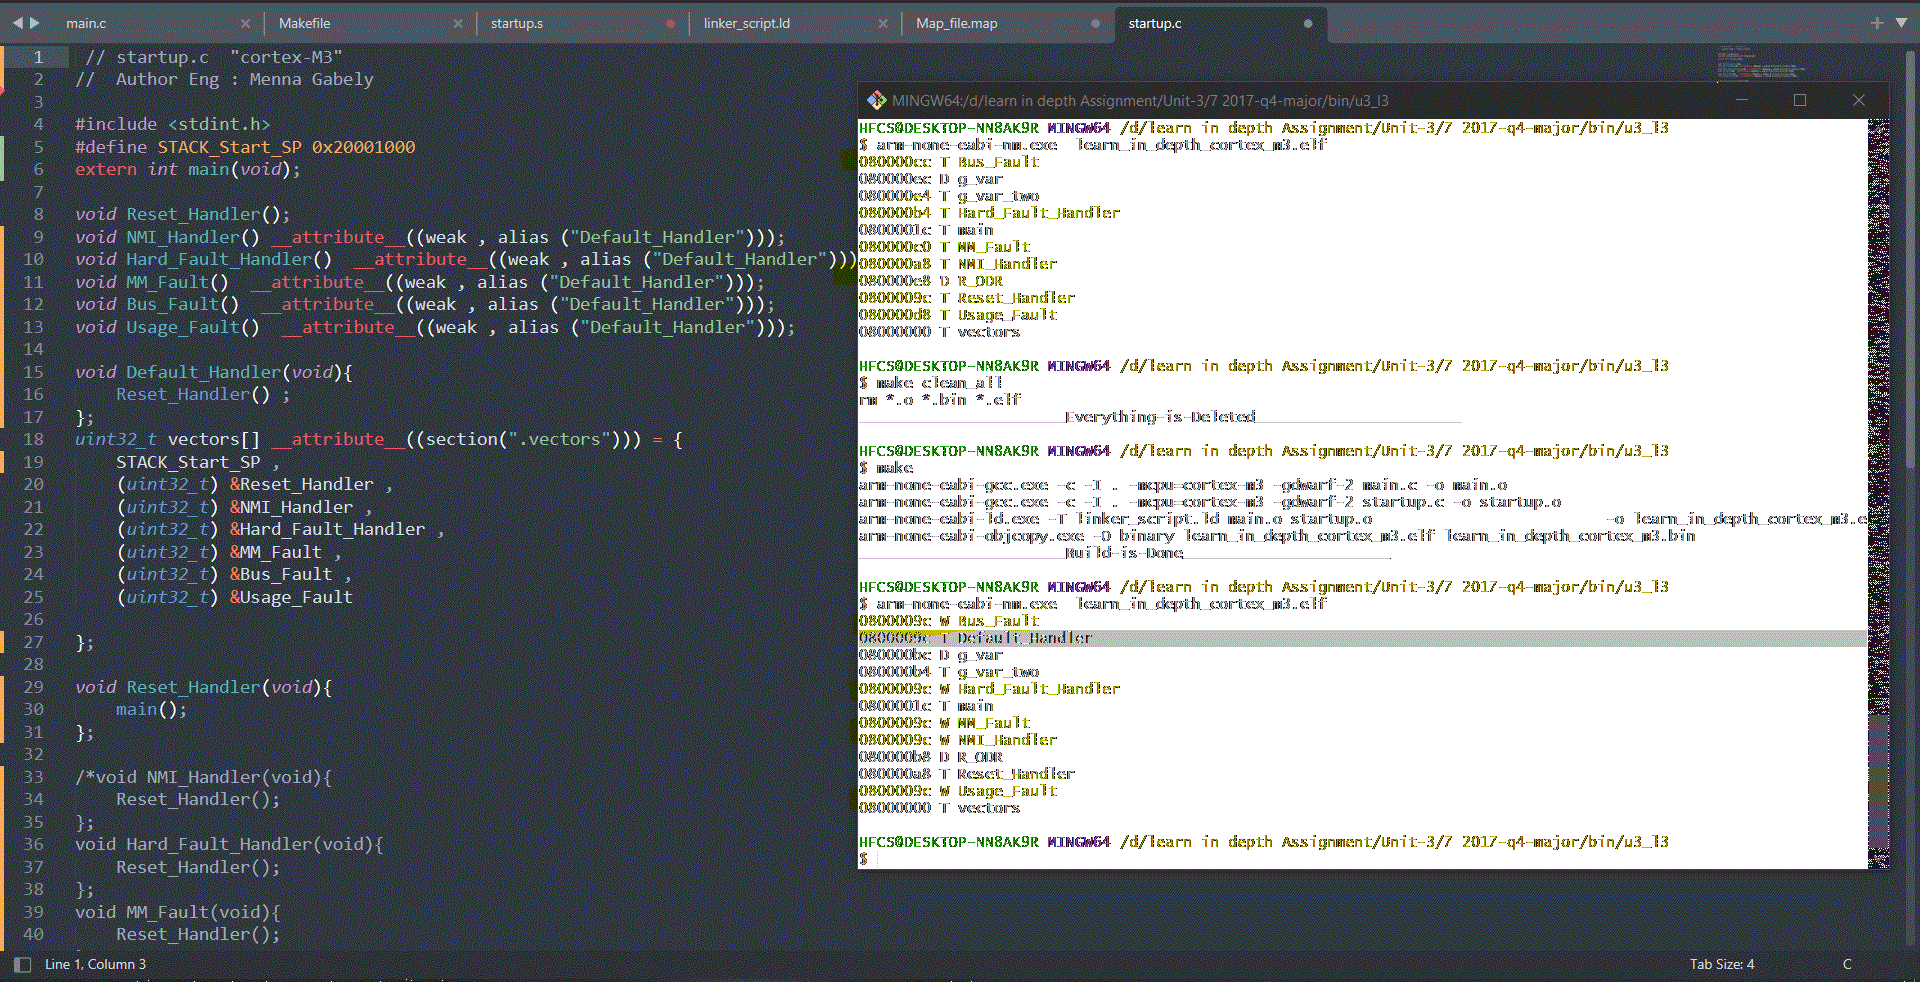 main.c
Makefile
startup.s
linker_script.ld
Map_file.map
startup.c
1 // startup.c  "cortex-M3"
2 //  Author Eng : Menna Gabely
3
4 #include <stdint.h>
5 #define STACK_Start_SP 0x20001000
6 extern int main(void);
7
8 void Reset_Handler();
9 void NMI_Handler() __attribute__((weak , alias ("Default_Handler")));
10 void Hard_Fault_Handler()  __attribute__((weak , alias ("Default_Handler")))
11 void MM_Fault()  __attribute__((weak , alias ("Default_Handler")));
12 void Bus_Fault()  __attribute__((weak , alias ("Default_Handler")));
13 void Usage_Fault()  __attribute__((weak , alias ("Default_Handler")));
14
15 void Default_Handler(void){
16     Reset_Handler() ;
17 };
18 uint32_t vectors[] __attribute__((section(".vectors"))) = {
19     STACK_Start_SP ,
20     (uint32_t) &Reset_Handler ,
21     (uint32_t) &NMI_Handler ,
22     (uint32_t) &Hard_Fault_Handler ,
23     (uint32_t) &MM_Fault ,
24     (uint32_t) &Bus_Fault ,
25     (uint32_t) &Usage_Fault
26
27 };
28
29 void Reset_Handler(void){
30     main();
31 };
32
33 /*void NMI_Handler(void){
34     Reset_Handler();
35 };
36 void Hard_Fault_Handler(void){
37     Reset_Handler();
38 };
39 void MM_Fault(void){
40     Reset_Handler();
MINGW64:/d/learn in depth Assignment/Unit-3/7 2017-q4-major/bin/u3_l3
HFCS@DESKTOP-NN8AK9R MINGW64 /d/learn in depth Assignment/Unit-3/7 2017-q4-major/bin/u3_l3
$ arm-none-eabi-nm.exe  learn_in_depth_cortex_m3.elf
080000cc T Bus_Fault
080000ec D g_var
080000e4 T g_var_two
080000b4 T Hard_Fault_Handler
0800001c T main
080000c0 T MM_Fault
080000a8 T NMI_Handler
080000e8 D R_ODR
0800009c T Reset_Handler
080000d8 T Usage_Fault
08000000 T vectors
HFCS@DESKTOP-NN8AK9R MINGW64 /d/learn in depth Assignment/Unit-3/7 2017-q4-major/bin/u3_l3
$ make clean_all
rm *.o *.bin *.elf
_______________________Everything-is-Deleted_______________________
HFCS@DESKTOP-NN8AK9R MINGW64 /d/learn in depth Assignment/Unit-3/7 2017-q4-major/bin/u3_l3
$ make
arm-none-eabi-gcc.exe -c -I . -mcpu=cortex-m3 -gdwarf-2 main.c -o main.o
arm-none-eabi-gcc.exe -c -I . -mcpu=cortex-m3 -gdwarf-2 startup.c -o startup.o
arm-none-eabi-ld.exe -T linker_script.ld main.o startup.o                          -o learn_in_depth_cortex_m3.e
arm-none-eabi-objcopy.exe -O binary learn_in_depth_cortex_m3.elf learn_in_depth_cortex_m3.bin
_______________________Build-is-Done_______________________
HFCS@DESKTOP-NN8AK9R MINGW64 /d/learn in depth Assignment/Unit-3/7 2017-q4-major/bin/u3_l3
$ arm-none-eabi-nm.exe  learn_in_depth_cortex_m3.elf
0800009c W Bus_Fault
0800009c T Default_Handler
080000bc D g_var
080000b4 T g_var_two
0800009c W Hard_Fault_Handler
0800001c T main
0800009c W MM_Fault
0800009c W NMI_Handler
080000b8 D R_ODR
080000a8 T Reset_Handler
0800009c W Usage_Fault
08000000 T vectors
HFCS@DESKTOP-NN8AK9R MINGW64 /d/learn in depth Assignment/Unit-3/7 2017-q4-major/bin/u3_l3
$
Line 1, Column 3
Tab Size: 4
C